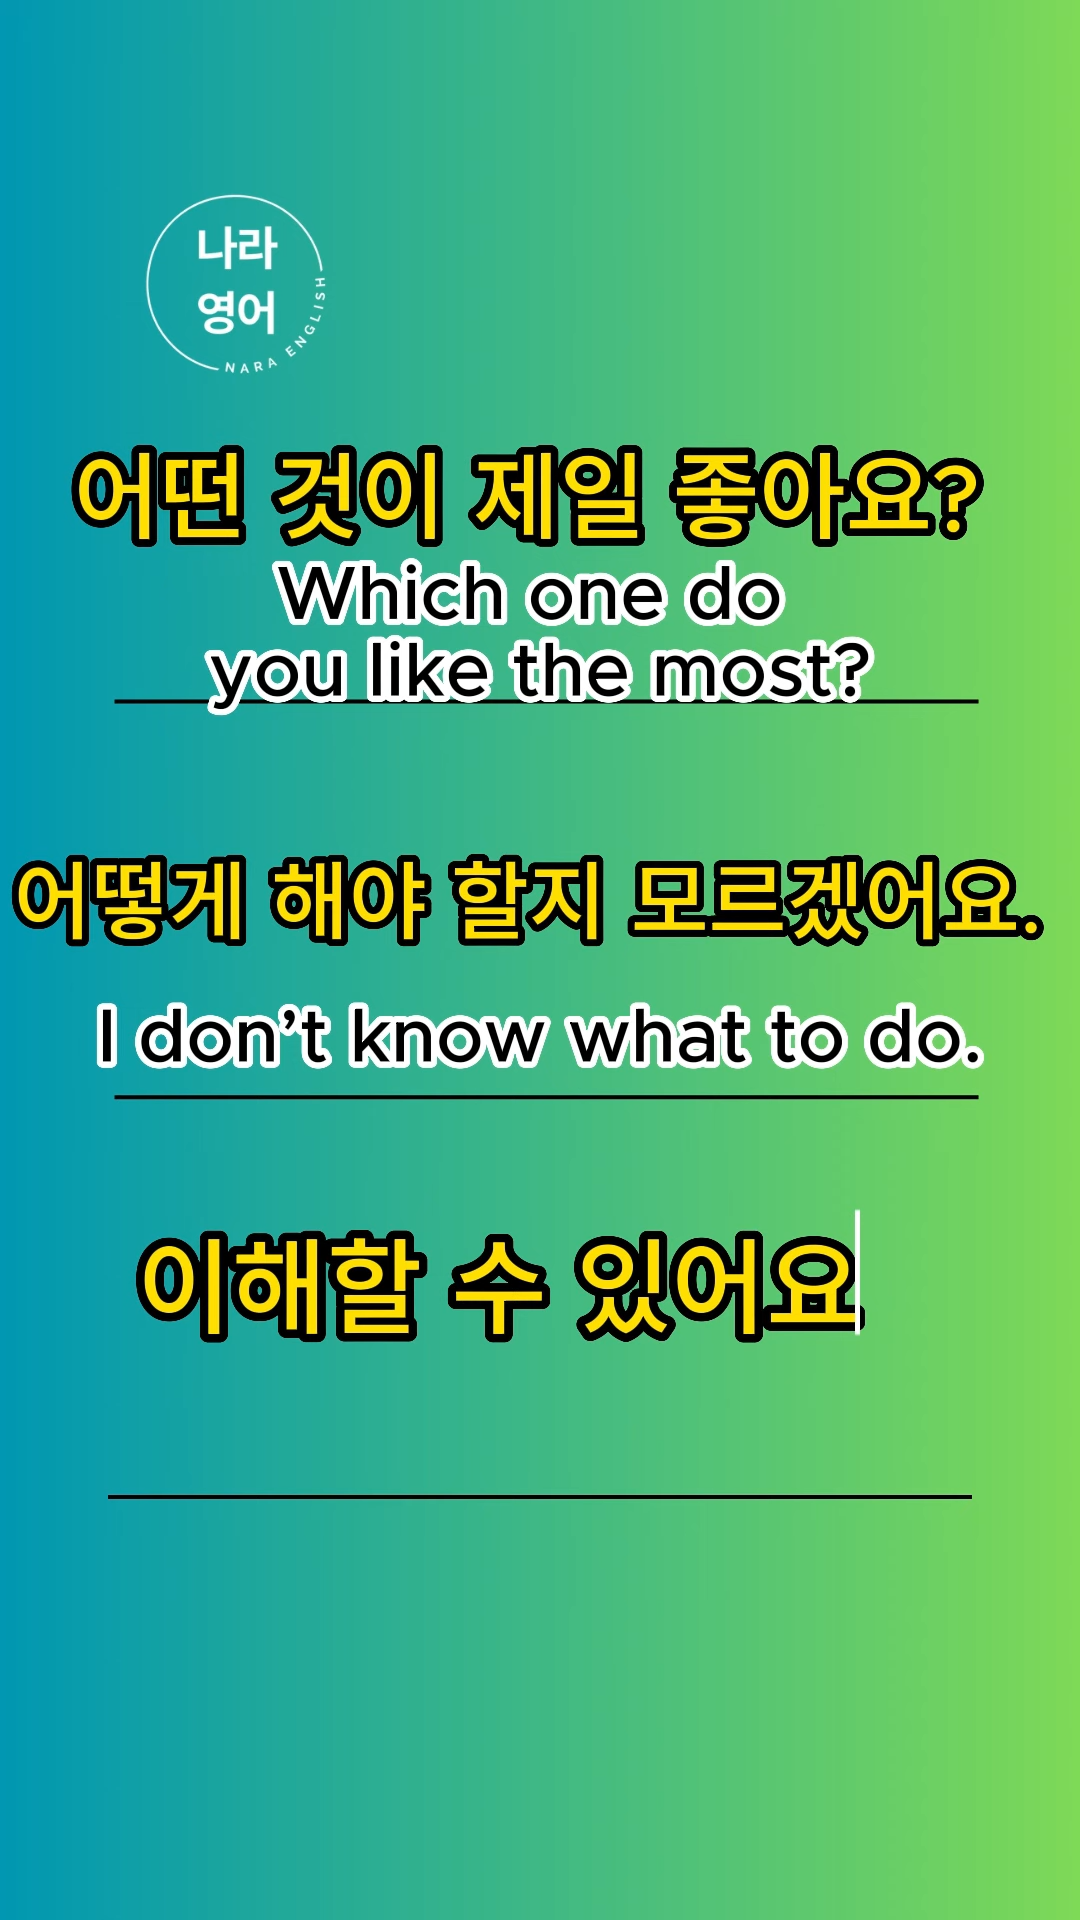 나라
영어
NARA ENGLISH
어떤 것이 제일 좋아요?
Which one do
you like the most?
어떻게 해야 할지 모르겠어요.
I don’t know what to do.
이해할 수 있어요